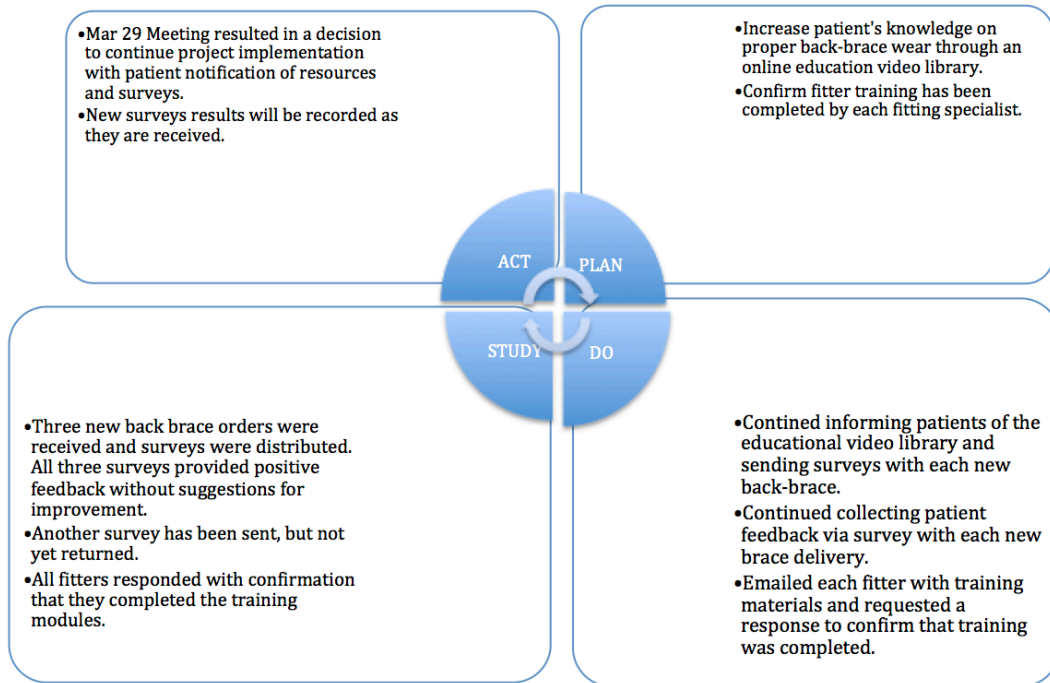 •Mar 29 Meeting resulted in a decision
to continue project implementation
with patient notification of resources
and surveys.
•New surveys results will be recorded as
they are received.
•Increase patient's knowledge on
proper back-brace wear through an
online education video library.
•Confirm fitter training has been
completed by each fitting specialist.
ACT
PLAN
STUDY
DO
•Three new back brace orders were
received and surveys were distributed.
All three surveys provided positive
feedback without suggestions for
improvement.
•Another survey has been sent, but not
yet returned.
•All fitters responded with confirmation
that they completed the training
modules.
•Contined informing patients of the
educational video library and
sending surveys with each new
back-brace.
•Continued collecting patient
feedback via survey with each new
brace delivery.
•Emailed each fitter with training
materials and requested a
response to confirm that training
was completed.